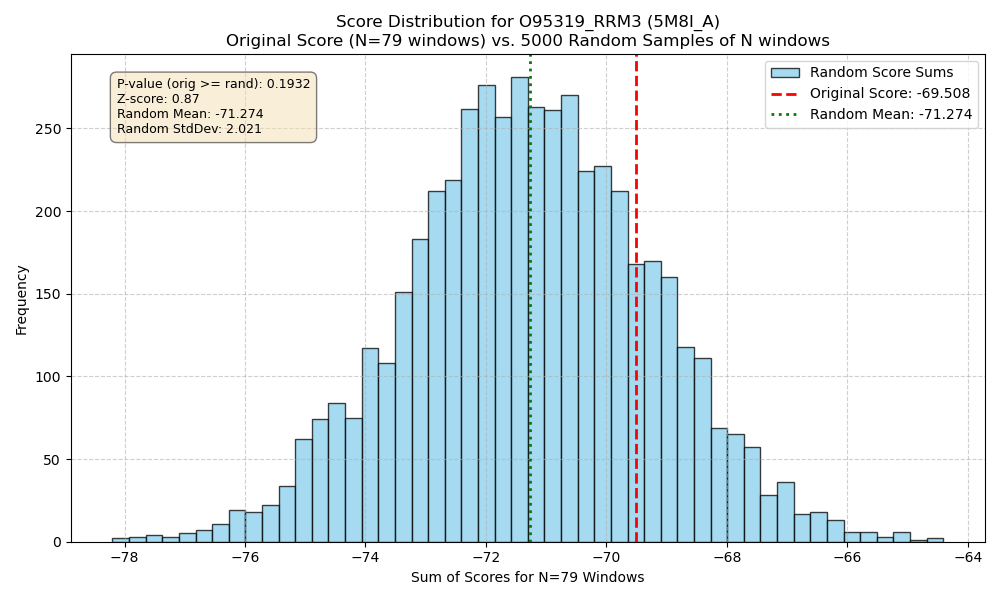 Score Distribution for O95319_RRM3 (5M8I_A)
Original Score (N=79 windows) vs. 5000 Random Samples of N windows
P-value (orig >= rand): 0.1932
Z-score: 0.87
Random Mean: -71.274
Random StdDev: 2.021
Random Score Sums
Original Score: -69.508
Random Mean: -71.274
Frequency
250
200
150
100
50
0
−78 −76 −74 −72 −70 −68 −66 −64
Sum of Scores for N=79 Windows